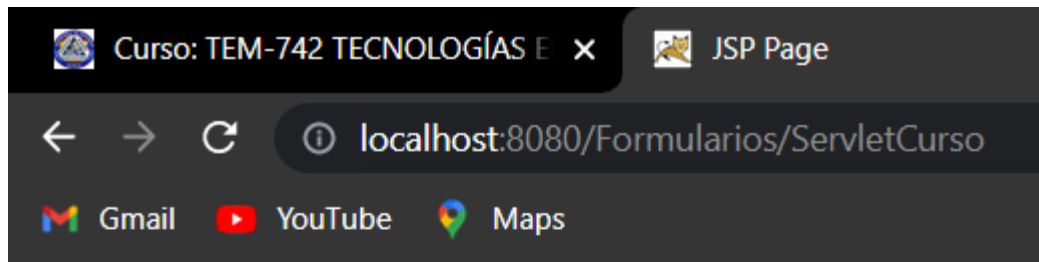 Curso: TEM-742 TECNOLOGÍAS E
JSP Page
localhost:8080/Formularios/ServletCurso
Gmail YouTube Maps